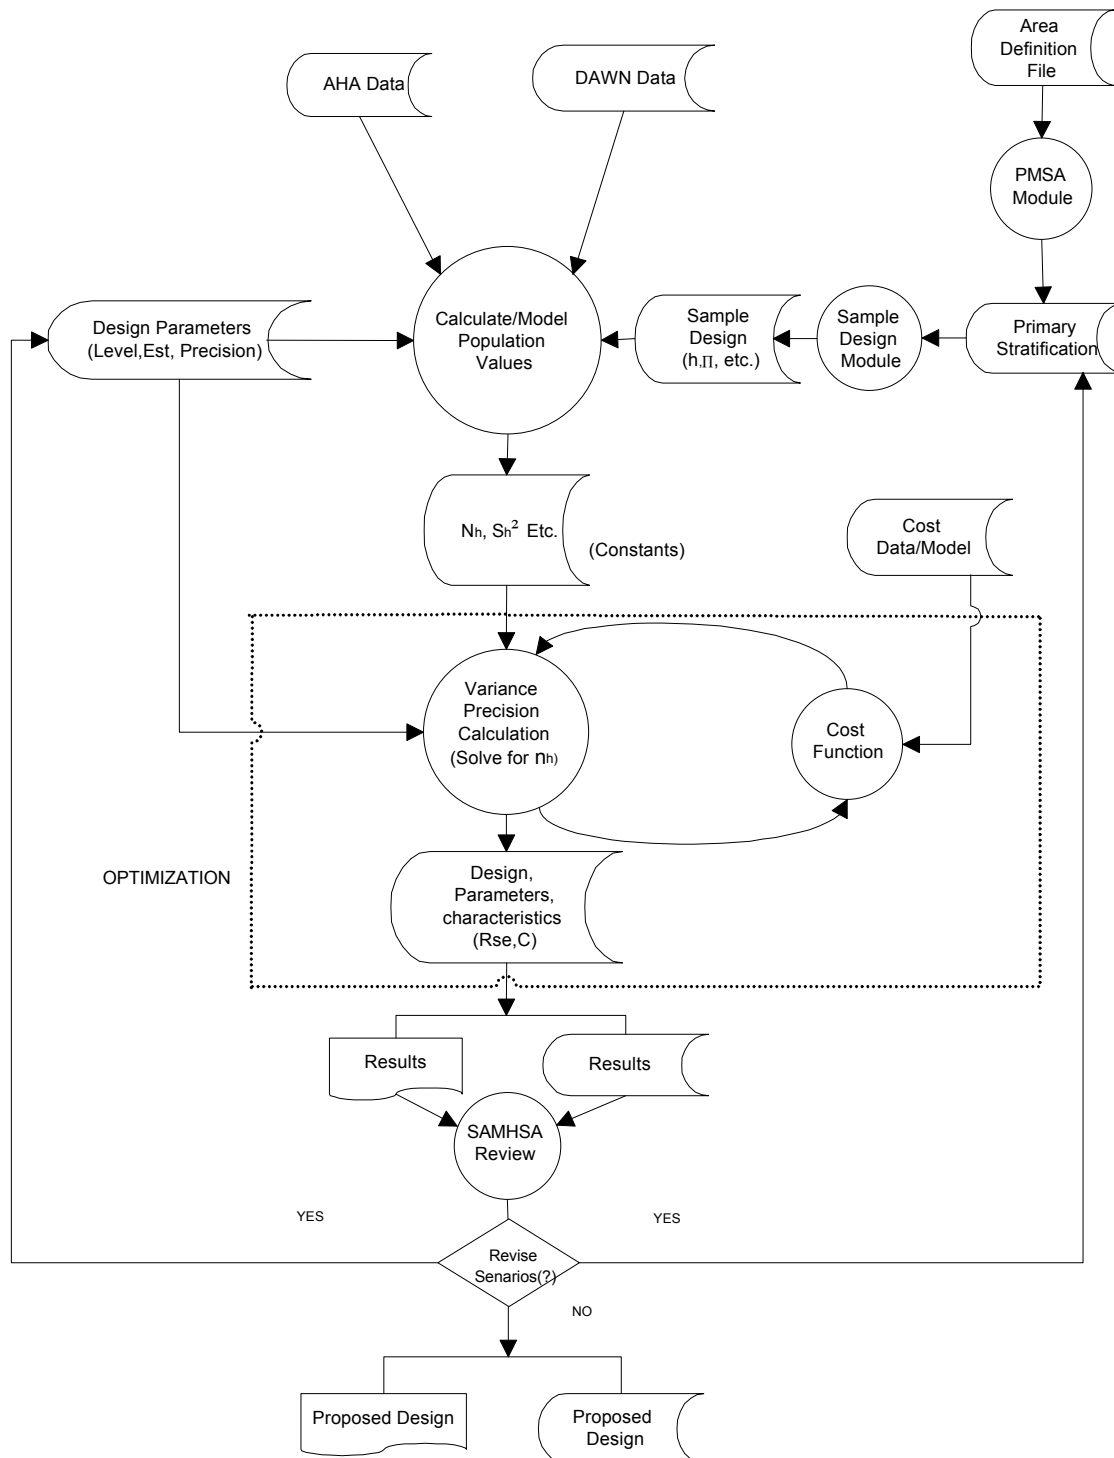 Area
Definition
File
AHA Data
DAWN Data
PMSA
Module
Design Parameters
(Level,Est, Precision)
Calculate/Model
Population
Values
Sample
Design
(h,Π, etc.)
Sample
Design
Module
Primary
Stratification
Nh, Sh² Etc.
(Constants)
Cost
Data/Model
Variance
Precision
Calculation
(Solve for nh)
Cost
Function
OPTIMIZATION
Design,
Parameters,
characteristics
(Rse,C)
Results
Results
SAMHSA
Review
YES
YES
Revise
Senarios(?)
NO
Proposed Design
Proposed
Design